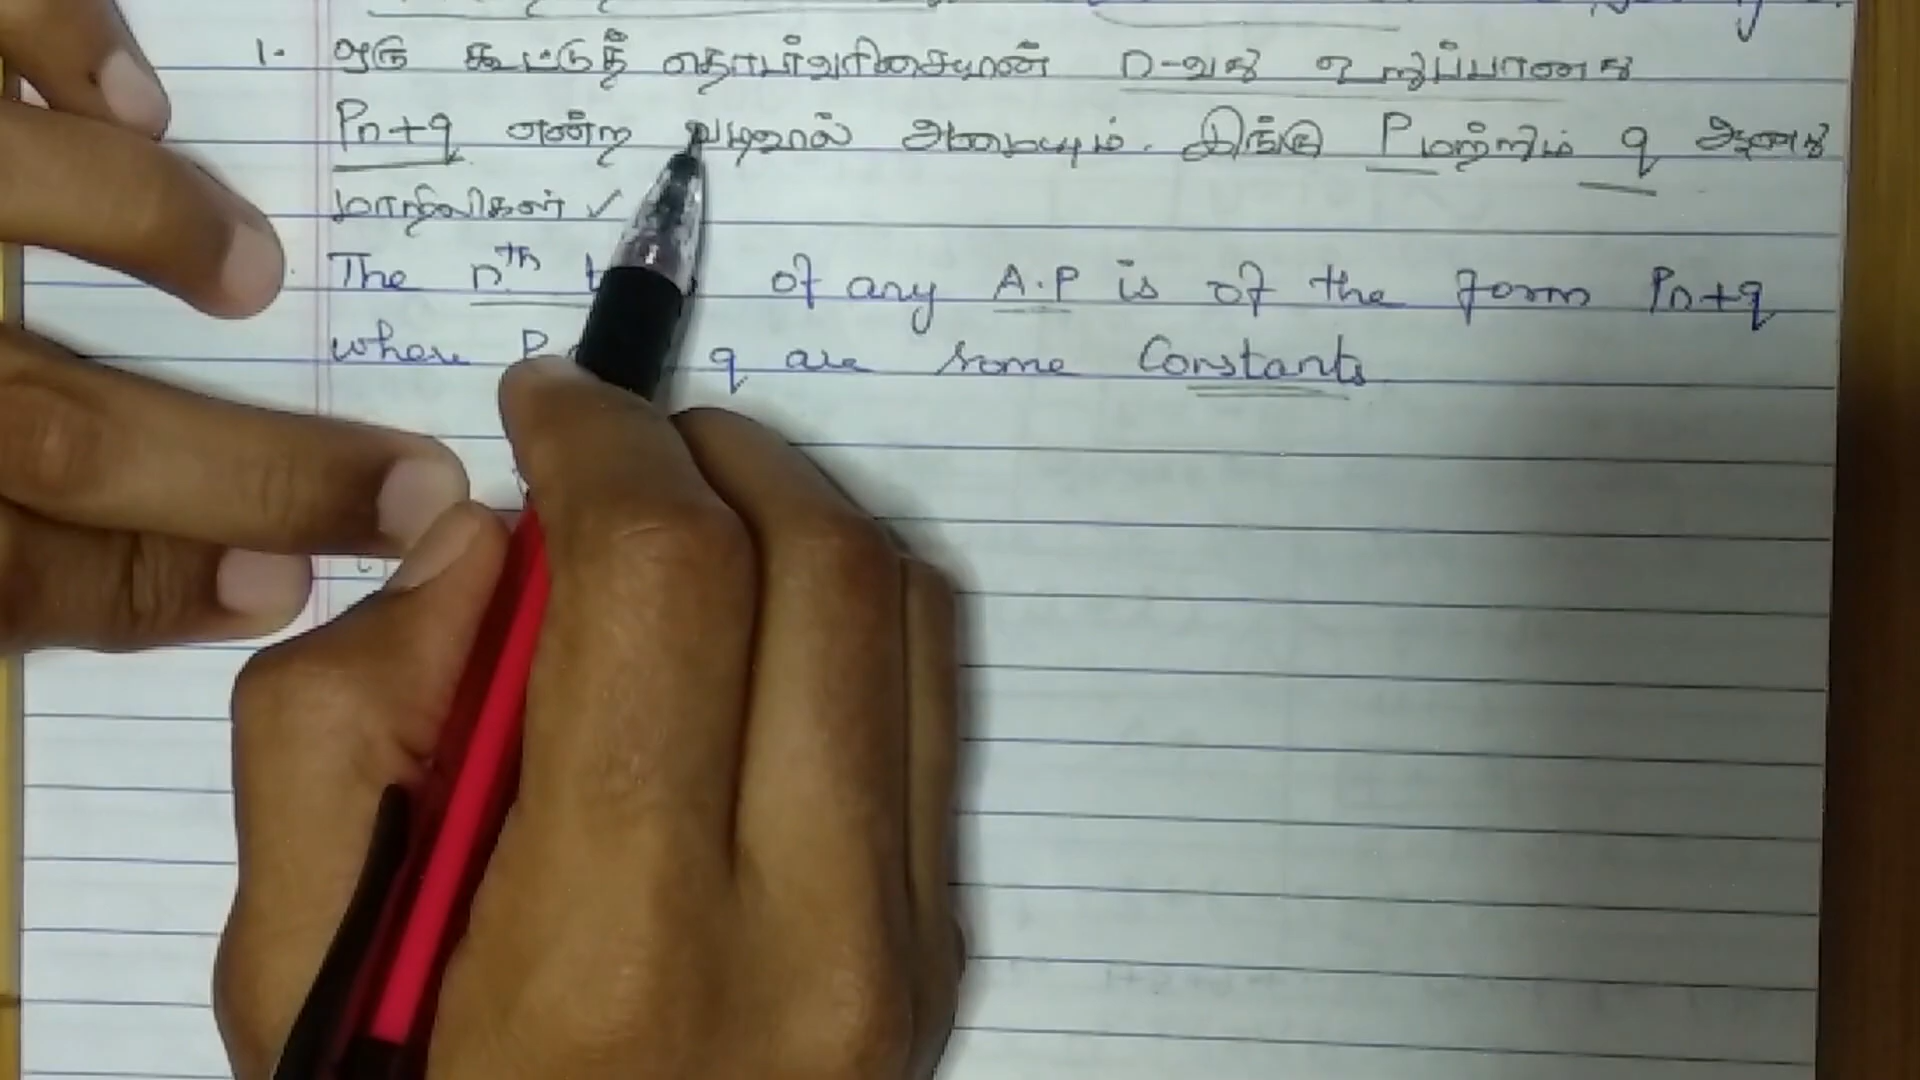 1. ஒரு கூட்டுத் தொடர்வரிசையின் n-வது உறுப்பானது
Pn+q என்ற வடிவால் அமையும். இங்கு P மற்றும் q ஆனது
மாறிலிகள் ✓
The nth of any A.P is of the form Pn+q
where P q are some Constants